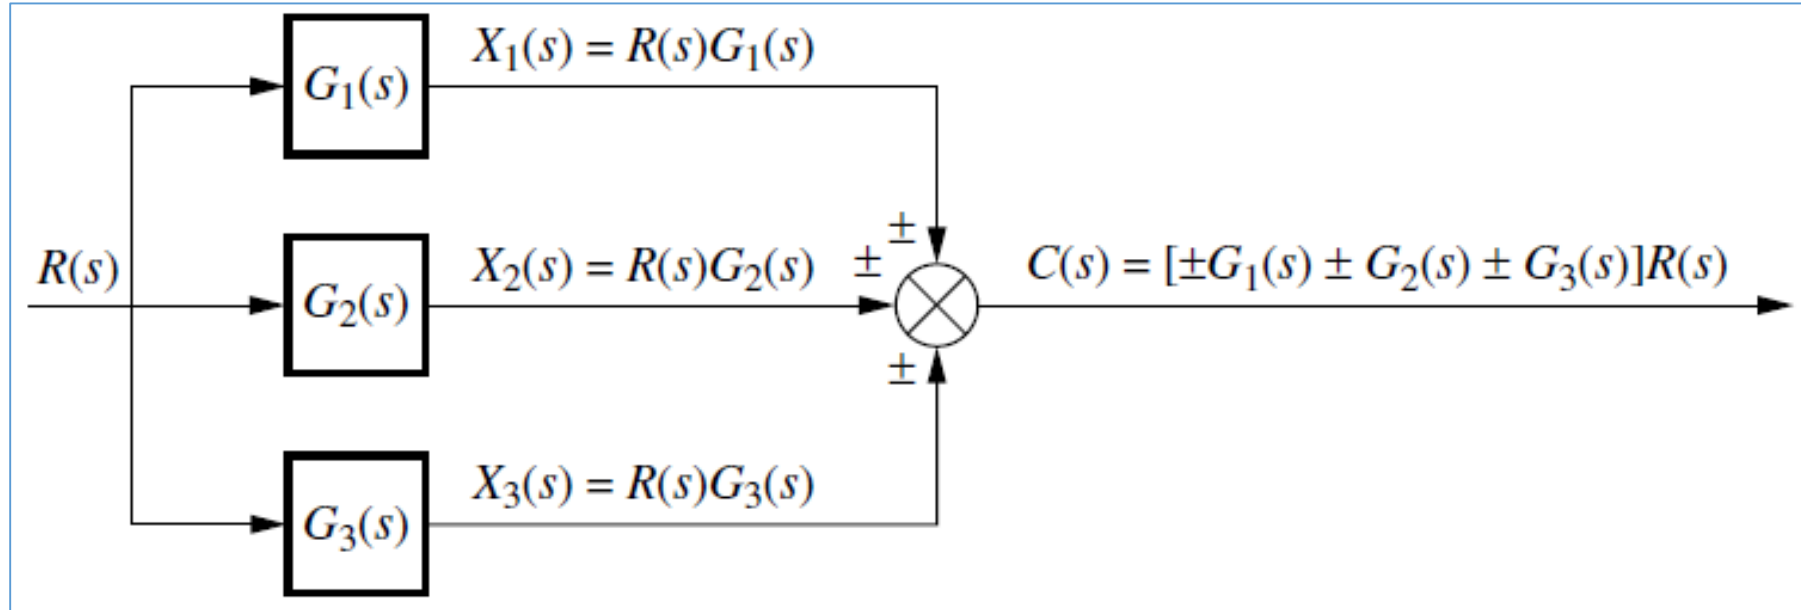 X₁(s) = R(s)G₁(s)
G₁(s)
±
R(s)
G₂(s)
X₂(s) = R(s)G₂(s)
±
C(s) = [±G₁(s) ± G₂(s) ± G₃(s)]R(s)
±
X₃(s) = R(s)G₃(s)
G₃(s)